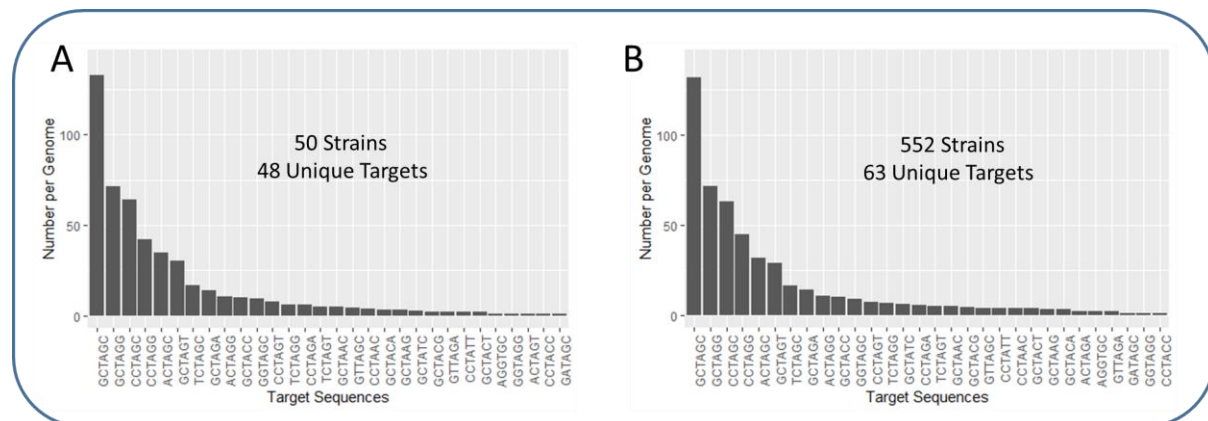 A
Number per Genome
100
50
0
50 Strains
48 Unique Targets
GCTAGC
GCTAGG
CCTAGC
CCTAGG
ACTAGC
GCTAGT
TCTAGC
GCTAGA
ACTAGG
GCTACC
GGTAGC
CCTAGT
TCTAGG
CCTAGA
TCTAGT
GCTAAC
GTTAGC
CCTAAC
GCTACA
GCTAAG
GCTATC
GCTACG
GTTAGA
CCTATT
GCTACT
AGGTGC
GGTAGG
ACTAGT
CCTACC
GATAGC
Target Sequences
B
Number per Genome
100
50
0
552 Strains
63 Unique Targets
GCTAGC
GCTAGG
CCTAGC
CCTAGG
ACTAGC
GCTAGT
TCTAGC
GCTAGA
ACTAGG
GCTACC
GGTAGC
CCTAGT
TCTAGG
GCTATC
CCTAGA
TCTAGT
GCTAAC
GCTACG
GTTAGC
CCTATT
CCTAAC
GCTACT
GCTAAG
GCTACA
ACTAGA
AGGTGC
GTTAGA
GATAGC
GGTAGG
CCTACC
Target Sequences